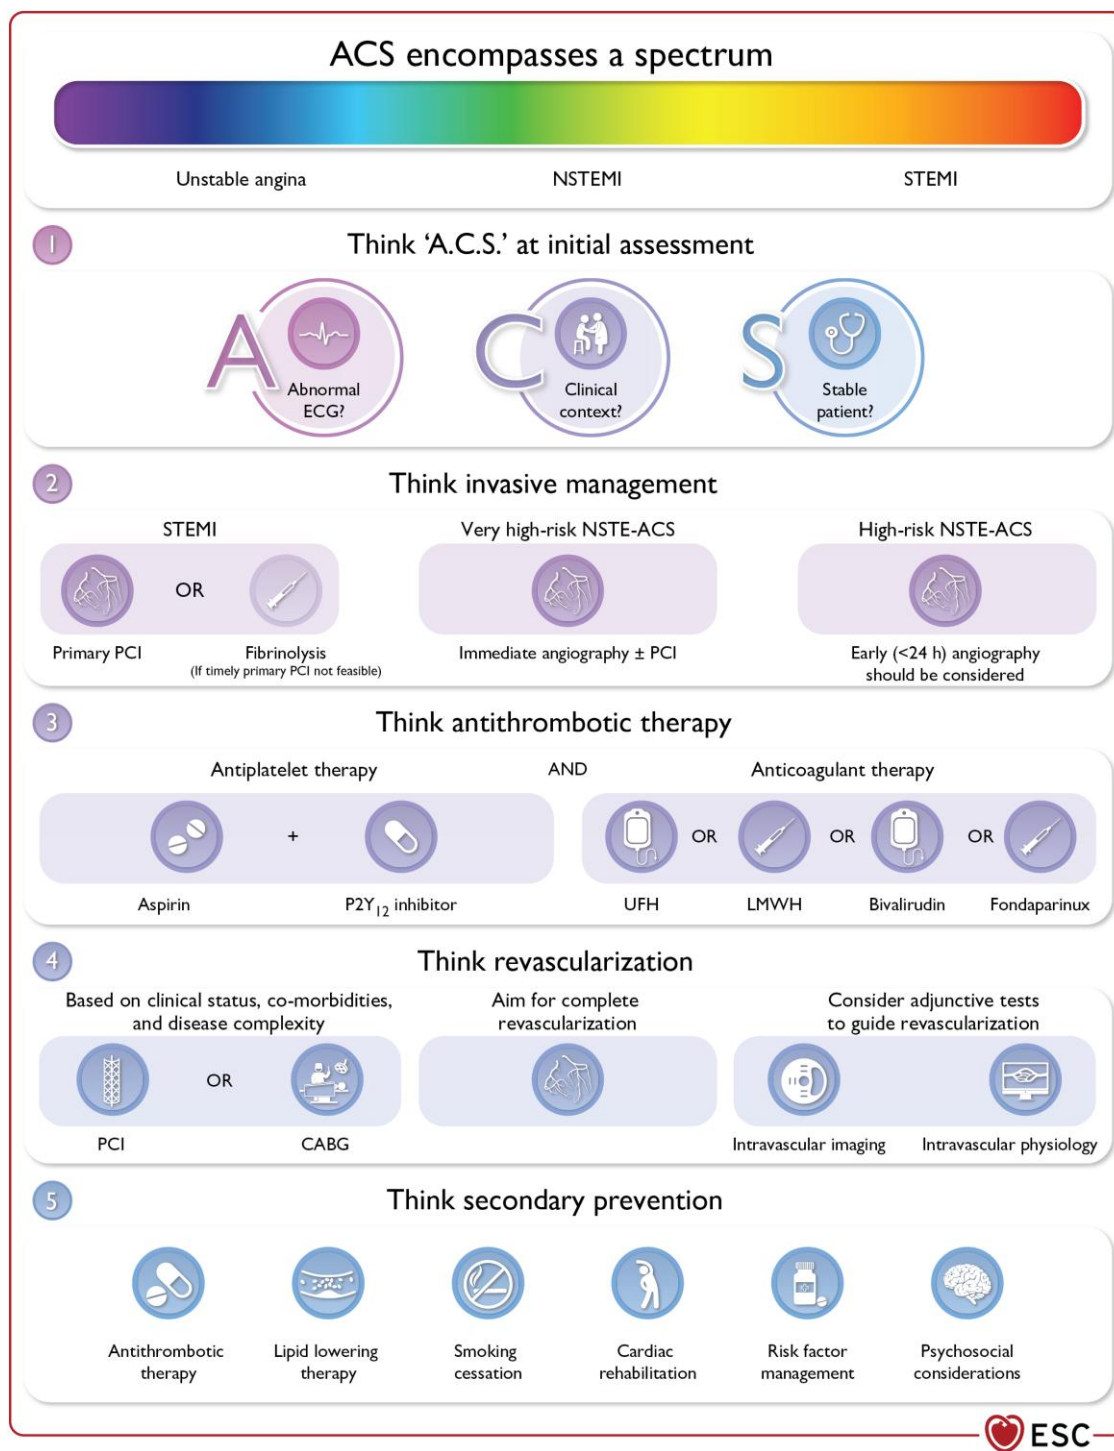 ACS encompasses a spectrum
Unstable angina
NSTEMI
STEMI
1
Think ‘A.C.S.’ at initial assessment
A
Abnormal
ECG?
C
Clinical
context?
S
Stable
patient?
2
Think invasive management
STEMI
OR
Primary PCI
Fibrinolysis
(If timely primary PCI not feasible)
Very high-risk NSTE-ACS
Immediate angiography ± PCI
High-risk NSTE-ACS
Early (<24 h) angiography
should be considered
3
Think antithrombotic therapy
Antiplatelet therapy
AND
Anticoagulant therapy
+
OR
OR
OR
Aspirin
P2Y₁₂ inhibitor
UFH
LMWH
Bivalirudin
Fondaparinux
4
Think revascularization
Based on clinical status, co-morbidities,
and disease complexity
OR
PCI
CABG
Aim for complete
revascularization
Consider adjunctive tests
to guide revascularization
Intravascular imaging
Intravascular physiology
5
Think secondary prevention
Antithrombotic
therapy
Lipid lowering
therapy
Smoking
cessation
Cardiac
rehabilitation
Risk factor
management
Psychosocial
considerations
ESC